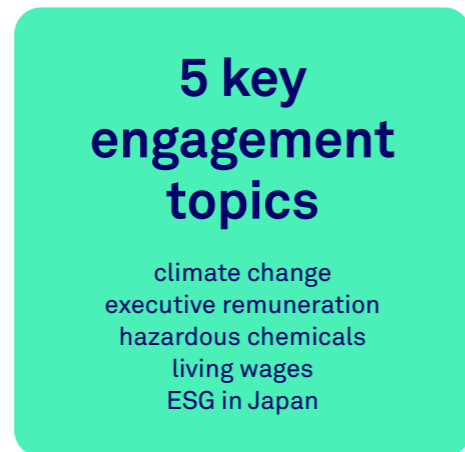 5 key
engagement
topics
climate change
executive remuneration
hazardous chemicals
living wages
ESG in Japan